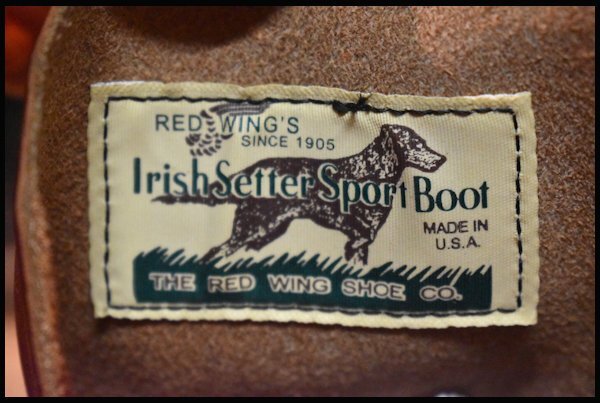 RED WING'S
SINCE 1905
Irish Setter Sport Boot
MADE IN
U.S.A.
THE RED WING SHOE CO.